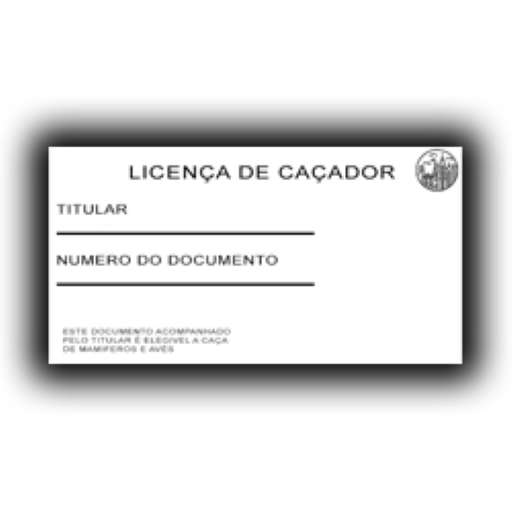 LICENÇA DE CAÇADOR
TITULAR
NUMERO DO DOCUMENTO
ESTE DOCUMENTO ACOMPANHADO
PELO TITULAR É ELEGIVEL A CAÇA
DE MAMIFEROS E AVES